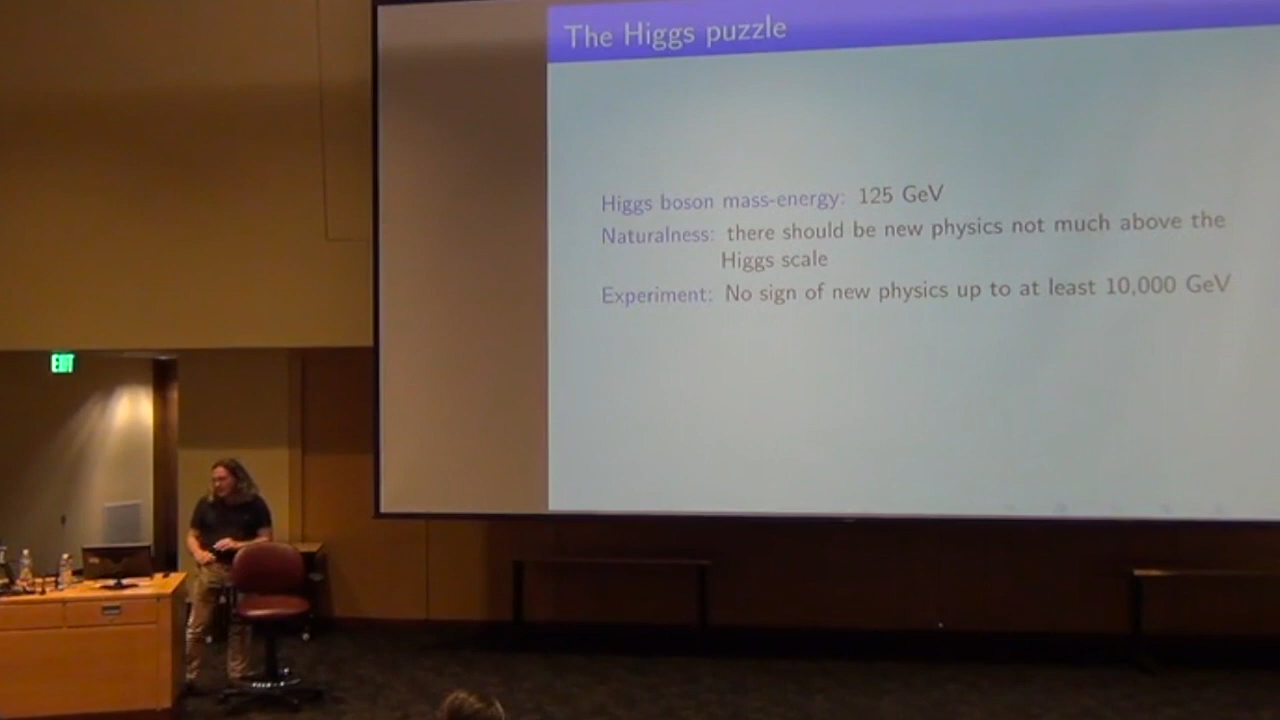 The Higgs puzzle
Higgs boson mass-energy: 125 GeV
Naturalness: there should be new physics not much above the
Higgs scale
Experiment: No sign of new physics up to at least 10,000 GeV
EXIT